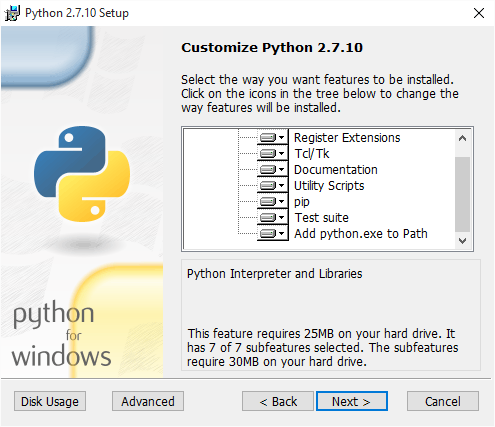 Python 2.7.10 Setup
Customize Python 2.7.10
Select the way you want features to be installed.
Click on the icons in the tree below to change the
way features will be installed.
Register Extensions
Tcl/Tk
Documentation
Utility Scripts
pip
Test suite
Add python.exe to Path
Python Interpreter and Libraries
This feature requires 25MB on your hard drive. It
has 7 of 7 subfeatures selected. The subfeatures
require 30MB on your hard drive.
python
for
windows
Disk Usage
Advanced
< Back
Next >
Cancel